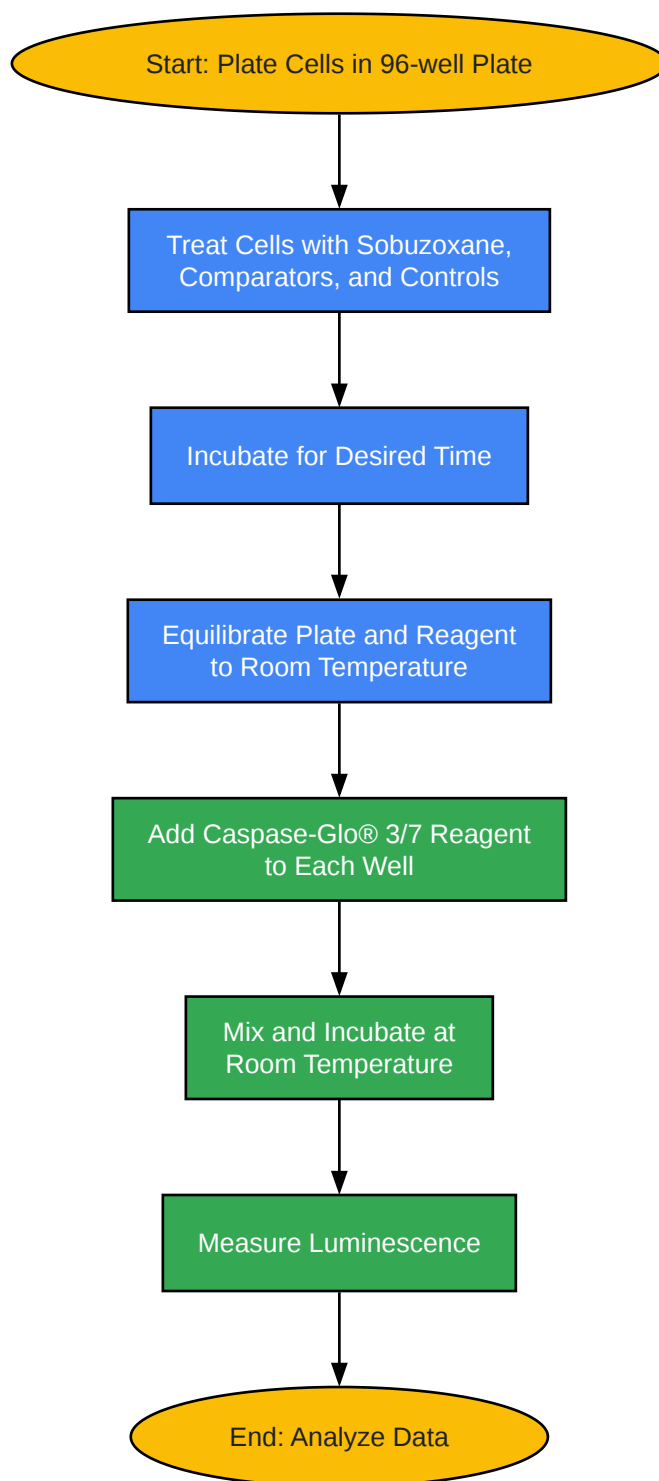 Start: Plate Cells in 96-well Plate
Treat Cells with Sobuzoxane,
Comparators, and Controls
Incubate for Desired Time
Equilibrate Plate and Reagent
to Room Temperature
Add Caspase-Glo® 3/7 Reagent
to Each Well
Mix and Incubate at
Room Temperature
Measure Luminescence
End: Analyze Data